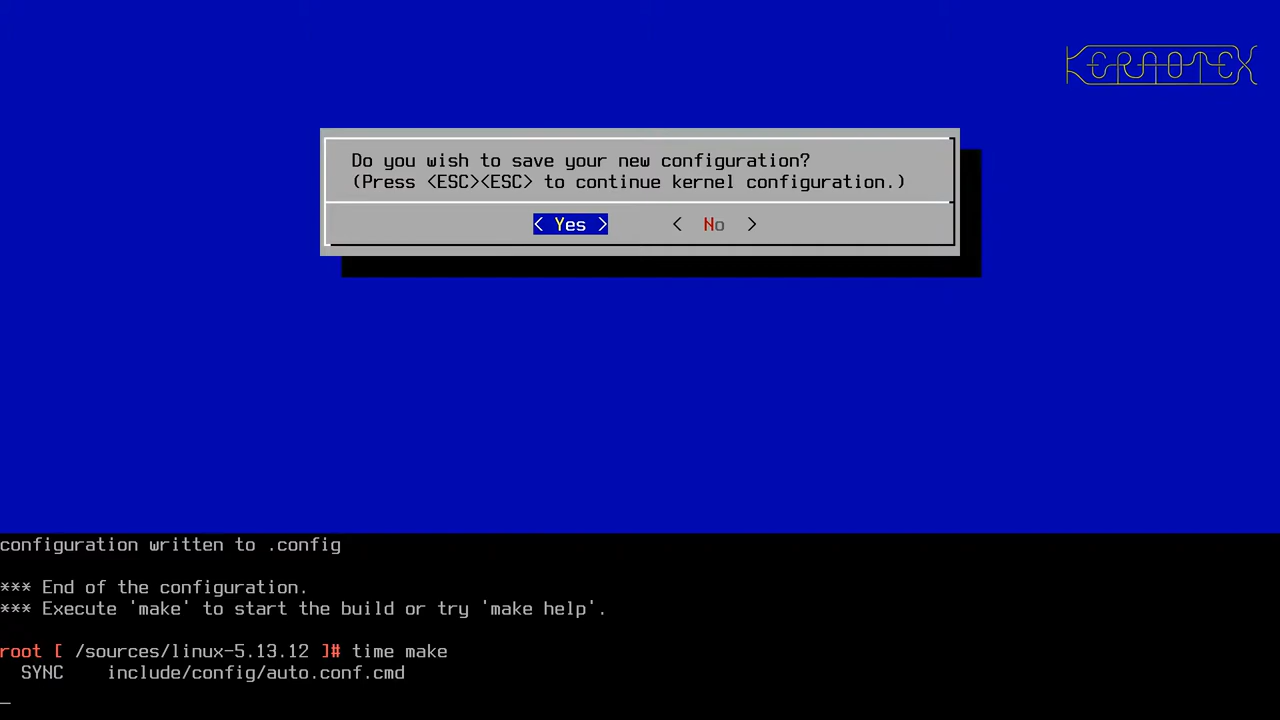 KERNOTEX
Do you wish to save your new configuration?
(Press <ESC><ESC> to continue kernel configuration.)
< Yes > < No >
configuration written to .config
*** End of the configuration.
*** Execute 'make' to start the build or try 'make help'.
root [ /sources/linux-5.13.12 ]# time make
SYNC    include/config/auto.conf.cmd
_